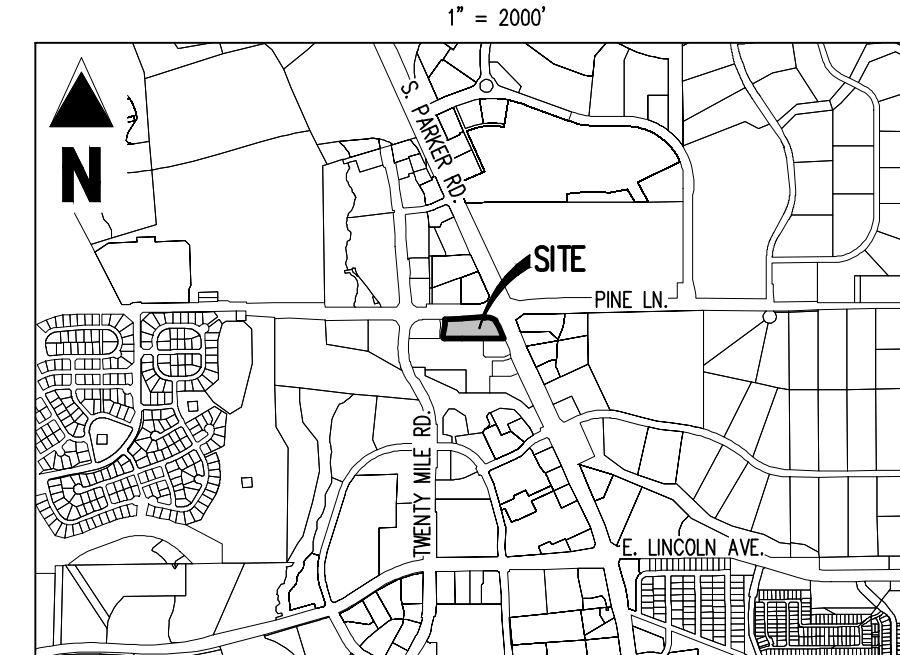 1" = 2000'
N
S. PARKER RD.
SITE
PINE LN.
TWENTY MILE RD.
E. LINCOLN AVE.